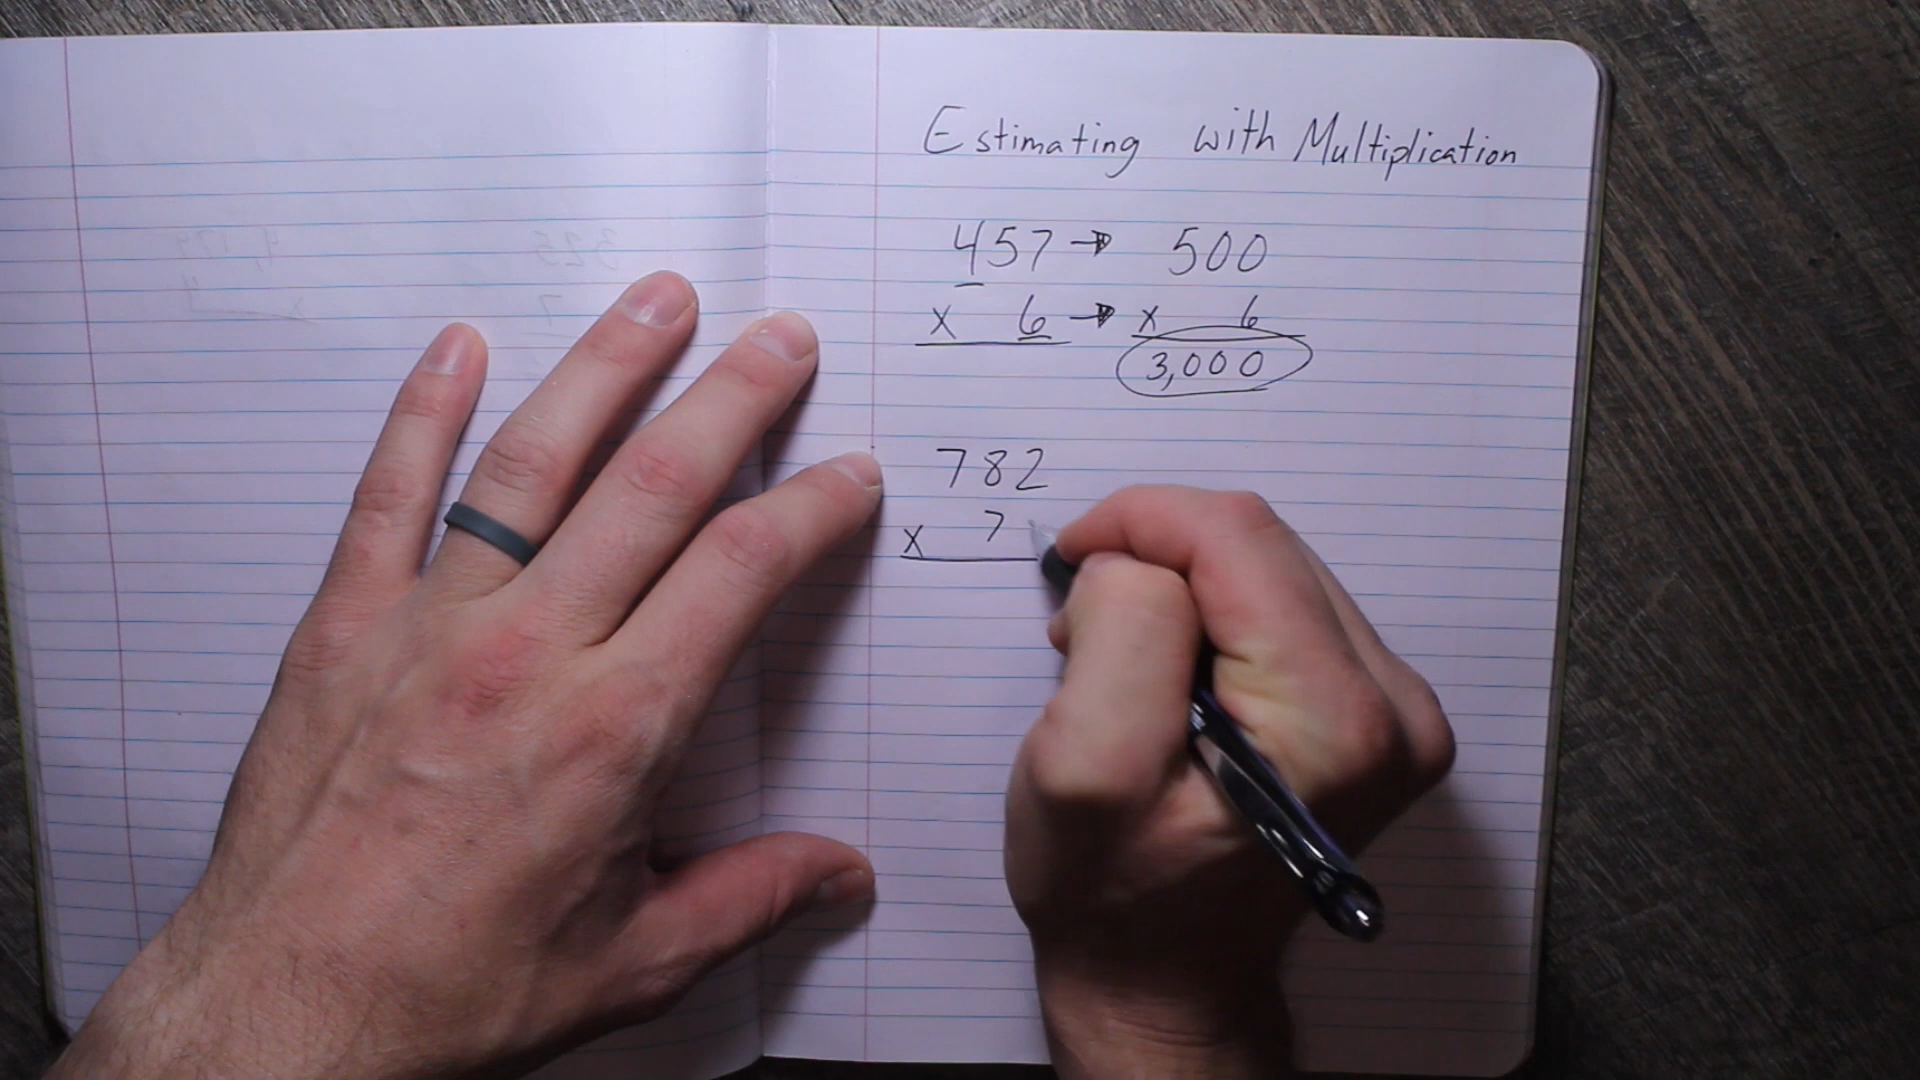 Estimating with Multiplication
457 → 500
x 6 → x 6
3,000
782
x 7